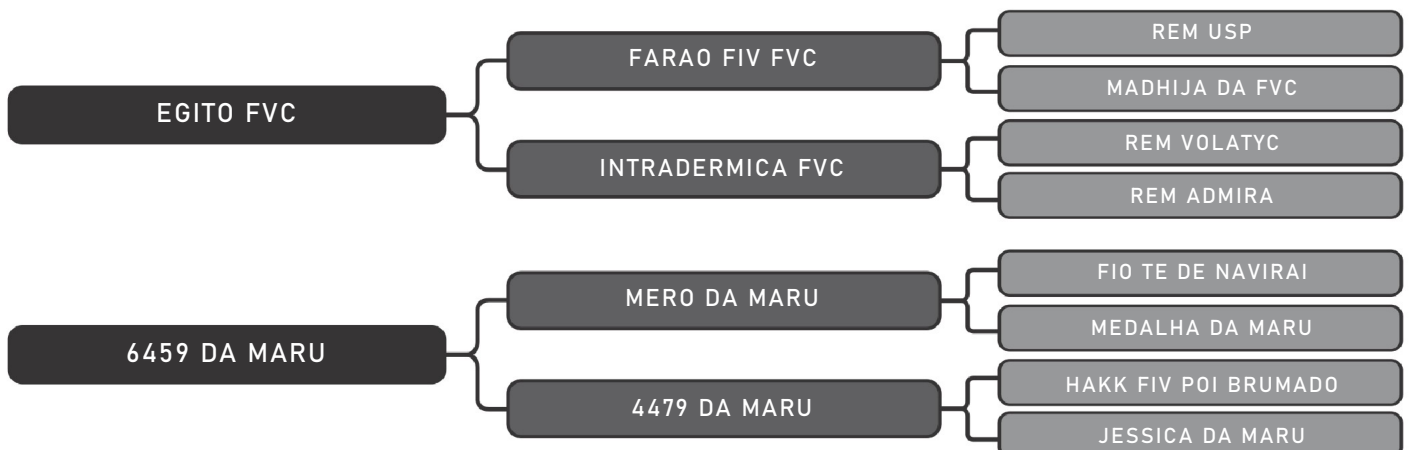 EGITO FVC
FARAO FIV FVC
REM USP
MADHIJA DA FVC
INTRADERMICA FVC
REM VOLATYC
REM ADMIRA
6459 DA MARU
MERO DA MARU
FIO TE DE NAVIRAI
MEDALHA DA MARU
4479 DA MARU
HAKK FIV POI BRUMADO
JESSICA DA MARU